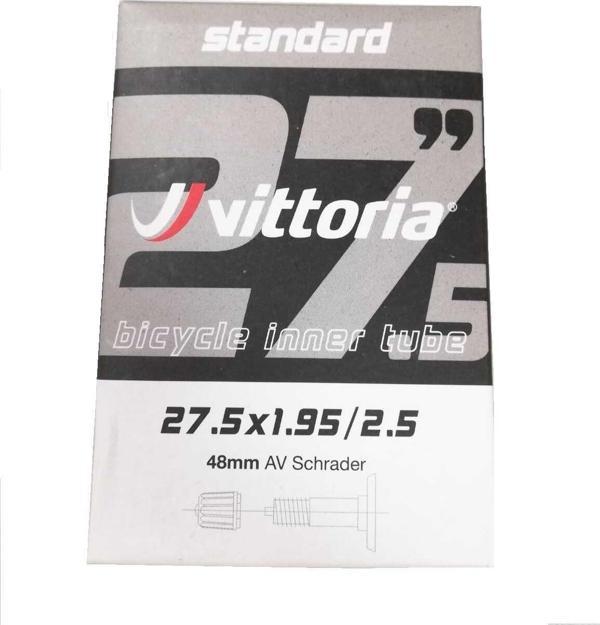 standard
27.5"
vittoria®
bicycle inner tube
27.5x1.95/2.5
48mm AV Schrader